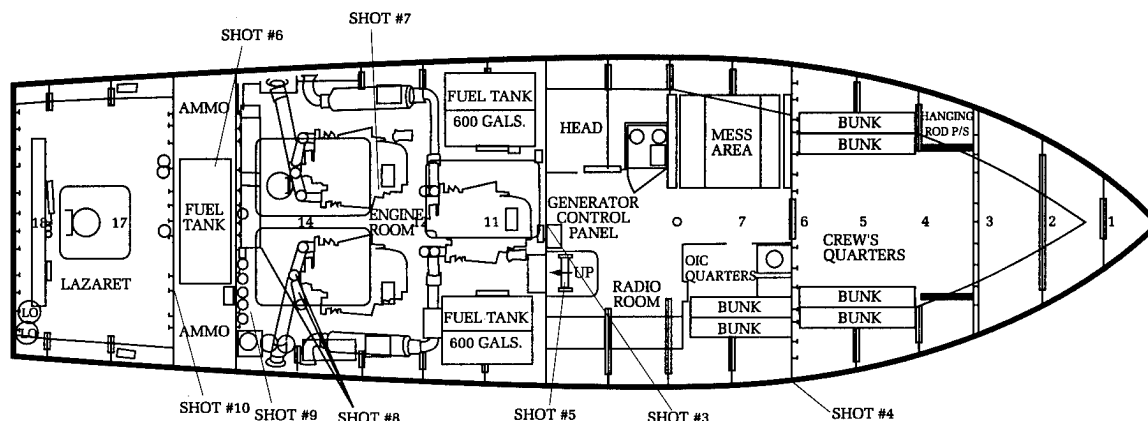 SHOT #7
SHOT #6
AMMO
FUEL TANK
600 GALS.
HEAD
MESS
AREA
BUNK
BUNK
HANGING
ROD P/S
FUEL
TANK
18
17
14
ENGINE
ROOM
12
11
GENERATOR
CONTROL
PANEL
7
6
5
4
3
2
1
CREW'S
QUARTERS
LAZARET
UP
OIC
QUARTERS
RADIO
ROOM
BUNK
BUNK
BUNK
BUNK
LO
LO
AMMO
FUEL TANK
600 GALS.
SHOT #10
SHOT #9
SHOT #8
SHOT #5
SHOT #3
SHOT #4